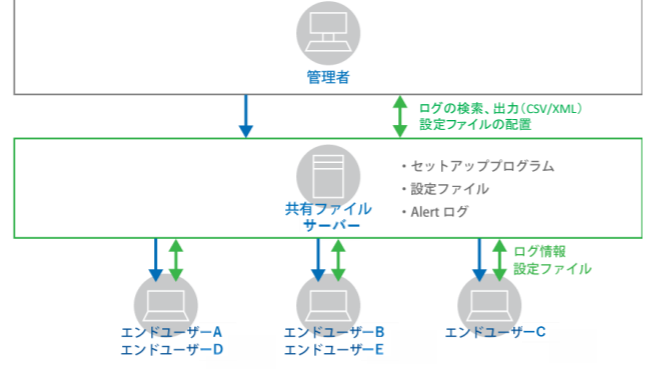 管理者
ログの検索、出力(CSV/XML)
設定ファイルの配置
共有ファイル
サーバー
・セットアッププログラム
・設定ファイル
・Alert ログ
ログ情報
設定ファイル
エンドユーザーA
エンドユーザーD
エンドユーザーB
エンドユーザーE
エンドユーザーC